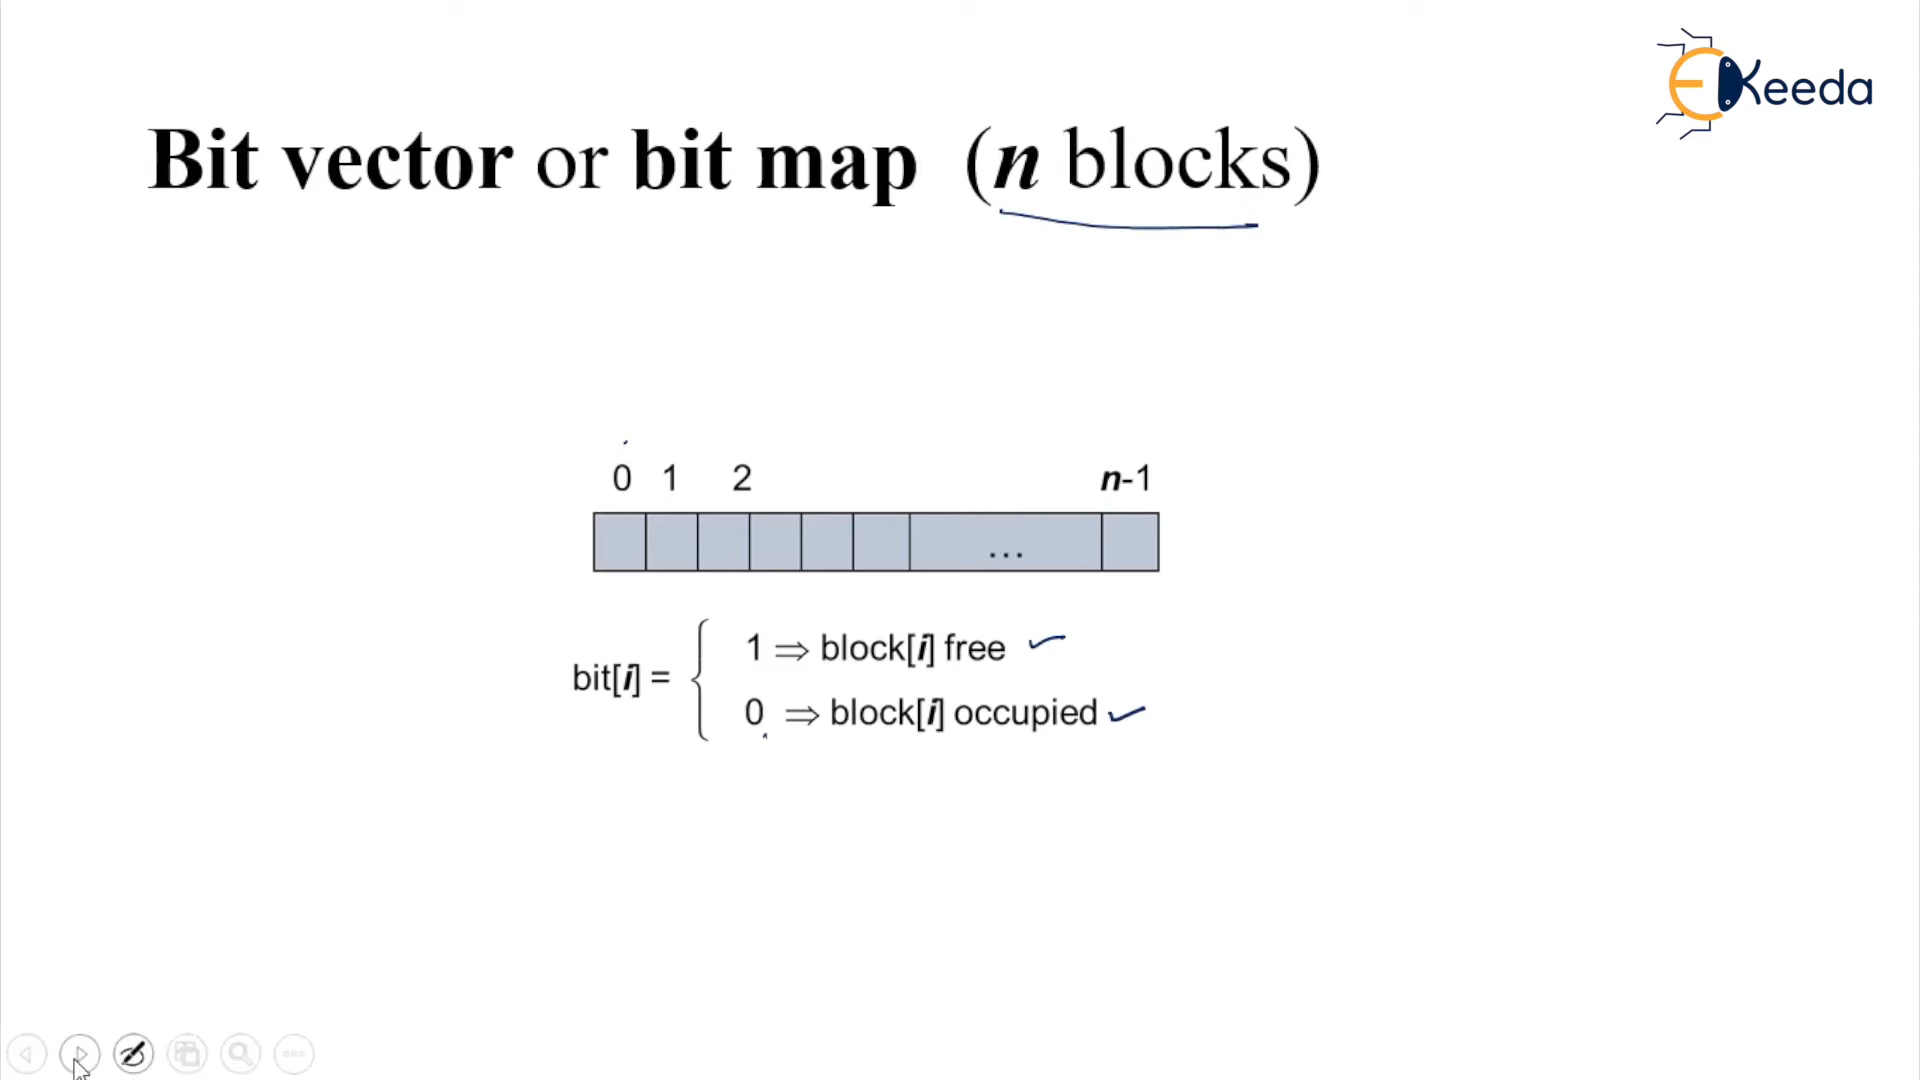 EKeeda
Bit vector or bit map (n blocks)
0 1 2 n-1
...
bit[i] =
1 ⇒ block[i] free
0 ⇒ block[i] occupied